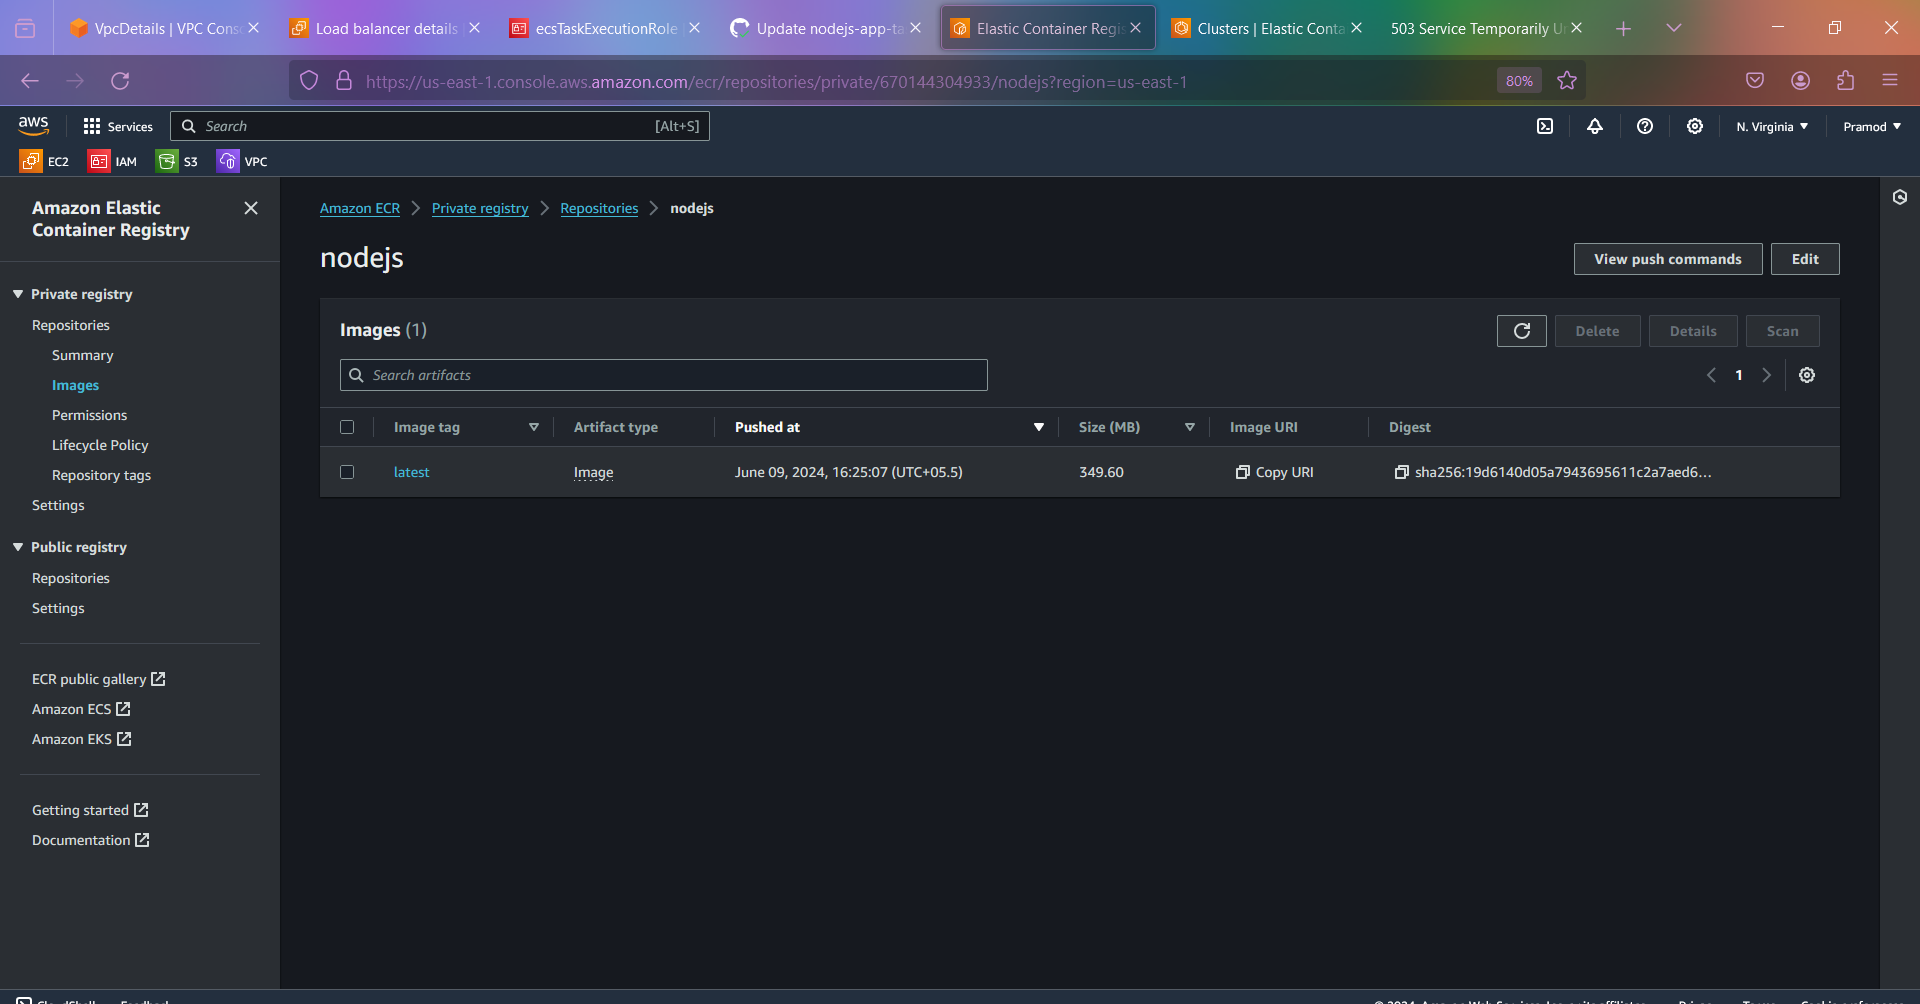 VpcDetails | VPC Conso
Load balancer details
ecsTaskExecutionRole
Update nodejs-app-ta
Elastic Container Regis
Clusters | Elastic Conta
503 Service Temporarily U
https://us-east-1.console.aws.amazon.com/ecr/repositories/private/670144304933/nodejs?region=us-east-1
80%
aws
Services
Search
[Alt+S]
N. Virginia
Pramod
EC2
IAM
S3
VPC
Amazon Elastic
Container Registry
Private registry
Repositories
Summary
Images
Permissions
Lifecycle Policy
Repository tags
Settings
Public registry
Repositories
Settings
ECR public gallery
Amazon ECS
Amazon EKS
Getting started
Documentation
Amazon ECR
Private registry
Repositories
nodejs
nodejs
View push commands
Edit
Images (1)
Delete
Details
Scan
Search artifacts
1
Image tag
Artifact type
Pushed at
Size (MB)
Image URI
Digest
latest
Image
June 09, 2024, 16:25:07 (UTC+05.5)
349.60
Copy URI
sha256:19d6140d05a7943695611c2a7aed6...